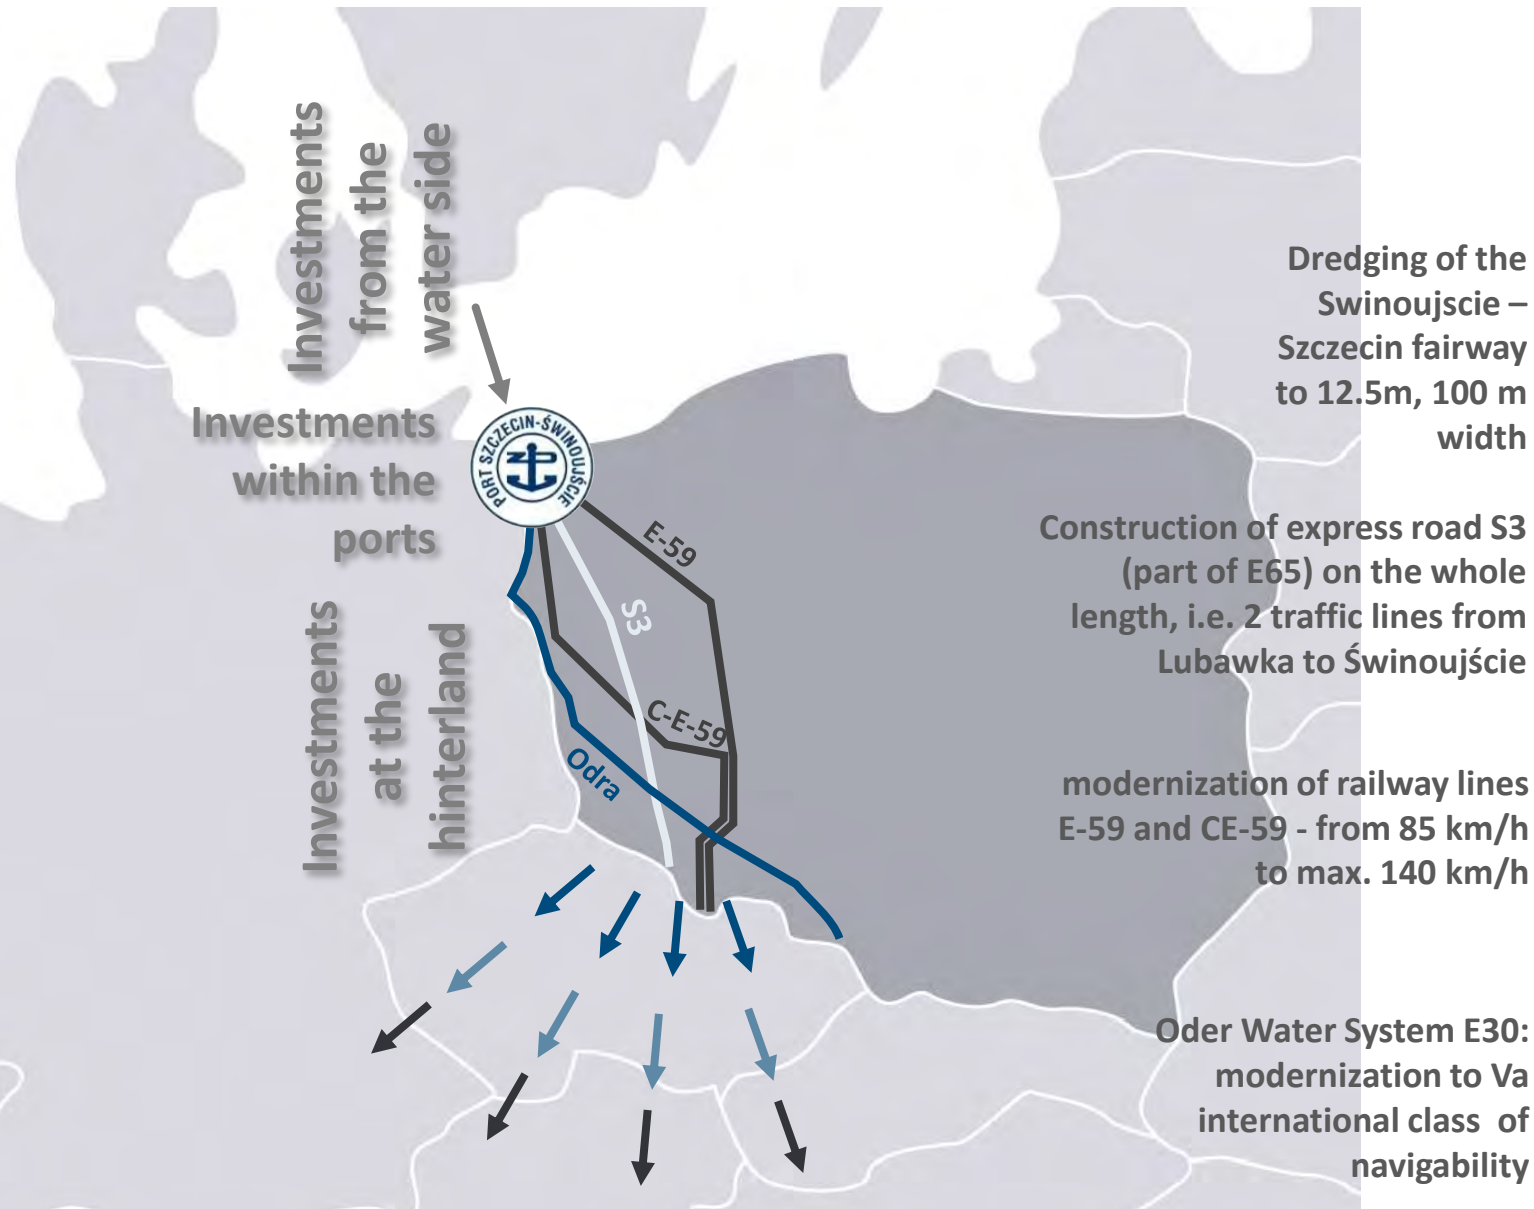 Investments
from the
water side
Investments
within the
ports
Investments
at the
hinterland
PORT SZCZECIN-ŚWINOUJŚCIE
ZP
E-59
S3
C-E-59
Odra
Dredging of the
Swinoujscie –
Szczecin fairway
to 12.5m, 100 m
width
Construction of express road S3
(part of E65) on the whole
length, i.e. 2 traffic lines from
Lubawka to Świnoujście
modernization of railway lines
E-59 and CE-59 - from 85 km/h
to max. 140 km/h
Oder Water System E30:
modernization to Va
international class of
navigability